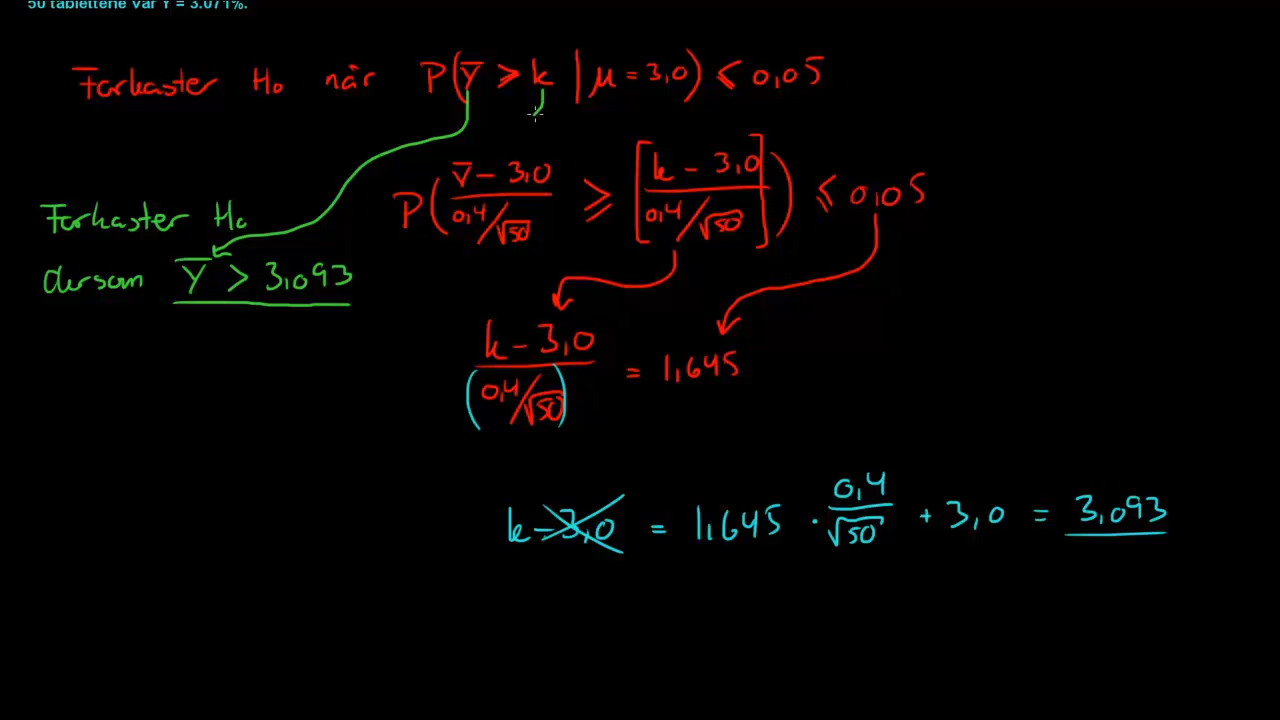 50 tablettene var Y = 3.071%.
Forkaster H₀ når P(Y̅ ≥ k | μ = 3,0) ≤ 0,05
P( (Y̅ − 3,0)/(0,4/√50) ≥ [ (k − 3,0)/(0,4/√50) ] ) ≤ 0,05
Forkaster H₀
dersom Y̅ > 3,093
(k − 3,0)/(0,4/√50) = 1,645
k − 3,0 = 1,645 · 0,4/√50 + 3,0 = 3,093